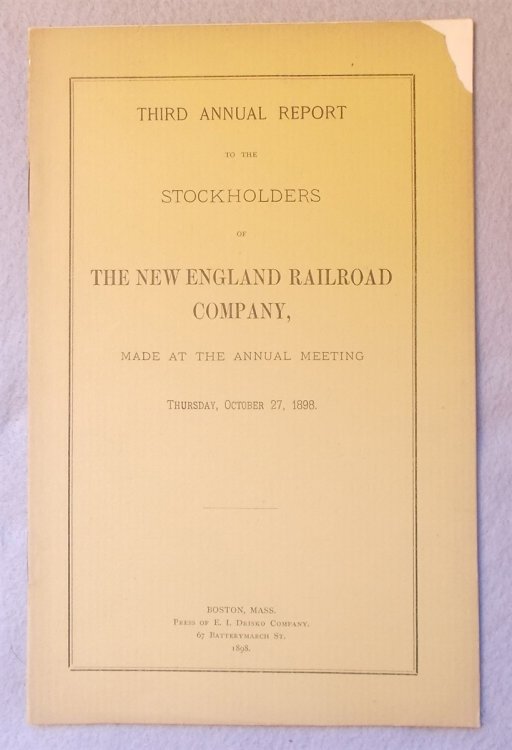 THIRD ANNUAL REPORT
TO THE
STOCKHOLDERS
OF
THE NEW ENGLAND RAILROAD
COMPANY,
MADE AT THE ANNUAL MEETING
THURSDAY, OCTOBER 27, 1898.
BOSTON, MASS.
PRESS OF E. I. DRISKO COMPANY.
67 BATTERYMARCH ST.
1898.